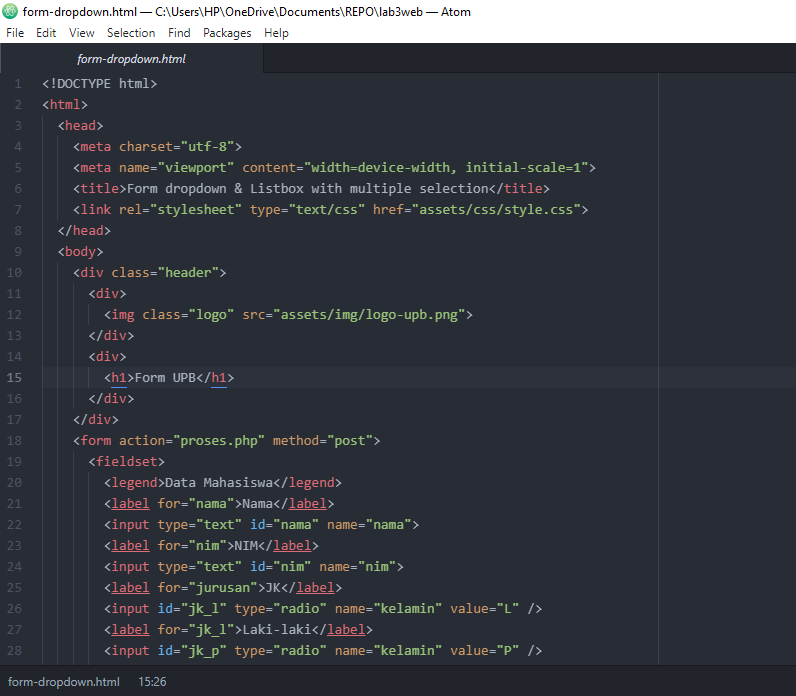 form-dropdown.html — C:\Users\HP\OneDrive\Documents\REPO\lab3web — Atom
File Edit View Selection Find Packages Help
form-dropdown.html
1 <!DOCTYPE html>
2 <html>
3 <head>
4 <meta charset="utf-8">
5 <meta name="viewport" content="width=device-width, initial-scale=1">
6 <title>Form dropdown & Listbox with multiple selection</title>
7 <link rel="stylesheet" type="text/css" href="assets/css/style.css">
8 </head>
9 <body>
10 <div class="header">
11 <div>
12 <img class="logo" src="assets/img/logo-upb.png">
13 </div>
14 <div>
15 <h1>Form UPB</h1>
16 </div>
17 </div>
18 <form action="proses.php" method="post">
19 <fieldset>
20 <legend>Data Mahasiswa</legend>
21 <label for="nama">Nama</label>
22 <input type="text" id="nama" name="nama">
23 <label for="nim">NIM</label>
24 <input type="text" id="nim" name="nim">
25 <label for="jurusan">JK</label>
26 <input id="jk_l" type="radio" name="kelamin" value="L" />
27 <label for="jk_l">Laki-laki</label>
28 <input id="jk_p" type="radio" name="kelamin" value="P" />
form-dropdown.html 15:26